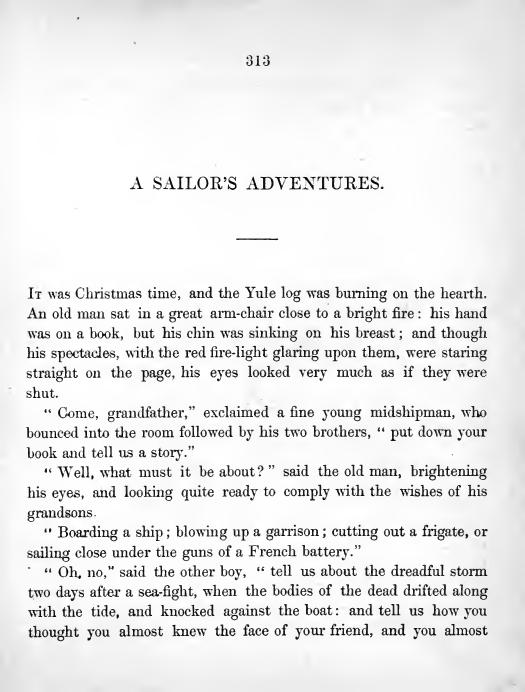 313
A SAILOR'S ADVENTURES.
IT was Christmas time, and the Yule log was burning on the hearth.
An old man sat in a great arm-chair close to a bright fire: his hand
was on a book, but his chin was sinking on his breast; and though
his spectacles, with the red fire-light glaring upon them, were staring
straight on the page, his eyes looked very much as if they were
shut.
“ Come, grandfather,” exclaimed a fine young midshipman, who
bounced into the room followed by his two brothers, “ put down your
book and tell us a story.”
“ Well, what must it be about? ” said the old man, brightening
his eyes, and looking quite ready to comply with the wishes of his
grandsons.
“ Boarding a ship; blowing up a garrison; cutting out a frigate, or
sailing close under the guns of a French battery.”
“ Oh, no,” said the other boy, “ tell us about the dreadful storm
two days after a sea-fight, when the bodies of the dead drifted along
with the tide, and knocked against the boat: and tell us how you
thought you almost knew the face of your friend, and you almost